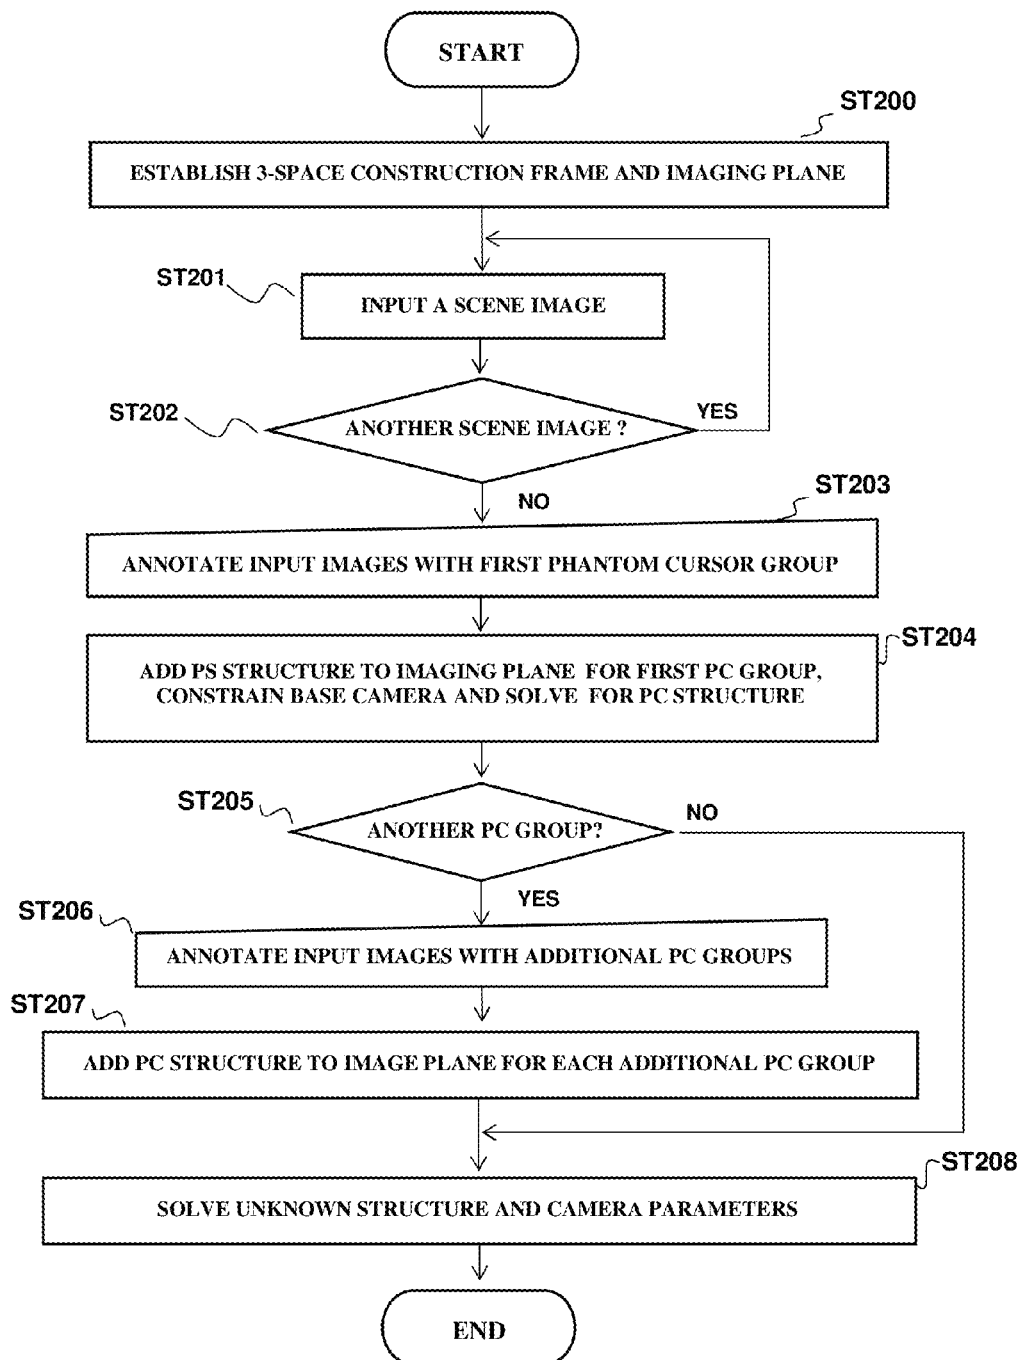 START
ST200
ESTABLISH 3-SPACE CONSTRUCTION FRAME AND IMAGING PLANE
ST201
INPUT A SCENE IMAGE
ST202
ANOTHER SCENE IMAGE ?
YES
NO
ST203
ANNOTATE INPUT IMAGES WITH FIRST PHANTOM CURSOR GROUP
ST204
ADD PS STRUCTURE TO IMAGING PLANE FOR FIRST PC GROUP,
CONSTRAIN BASE CAMERA AND SOLVE FOR PC STRUCTURE
ST205
ANOTHER PC GROUP?
NO
YES
ST206
ANNOTATE INPUT IMAGES WITH ADDITIONAL PC GROUPS
ST207
ADD PC STRUCTURE TO IMAGE PLANE FOR EACH ADDITIONAL PC GROUP
ST208
SOLVE UNKNOWN STRUCTURE AND CAMERA PARAMETERS
END